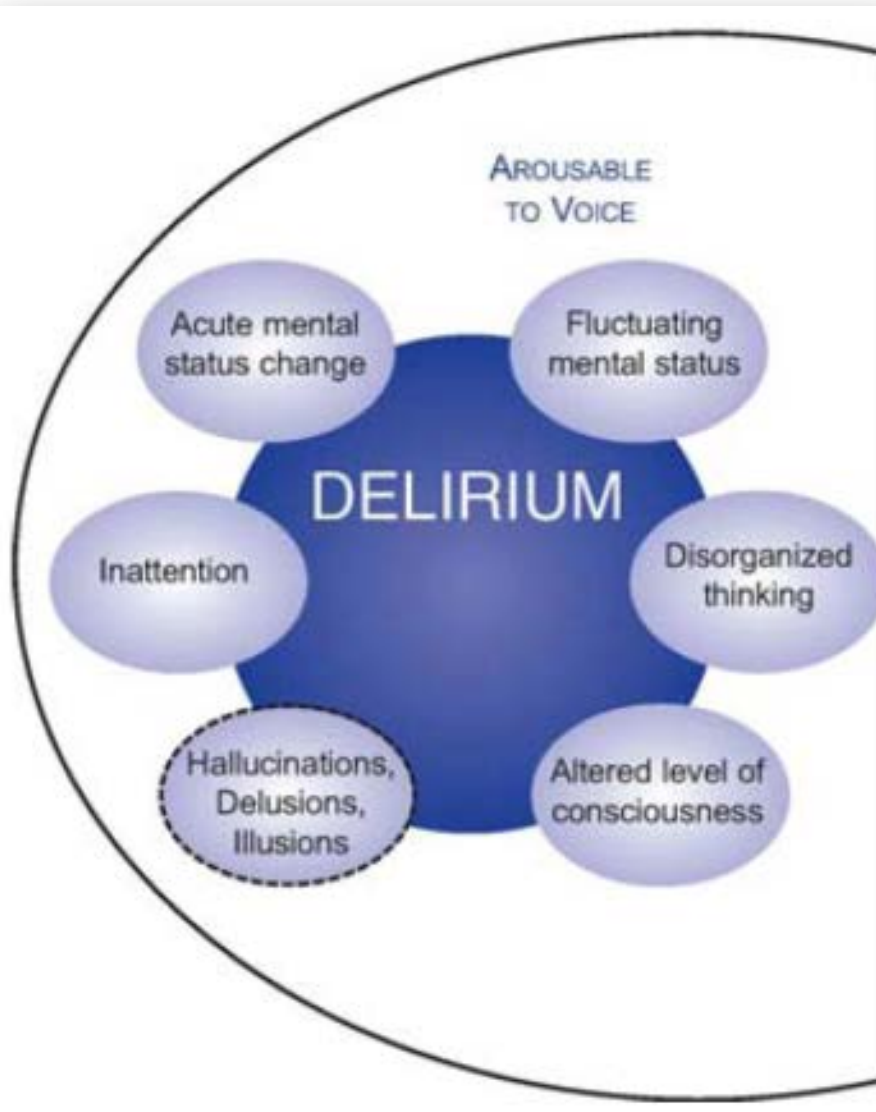 AROUSABLE
TO VOICE
Acute mental
status change
Fluctuating
mental status
DELIRIUM
Inattention
Disorganized
thinking
Hallucinations,
Delusions,
Illusions
Altered level of
consciousness